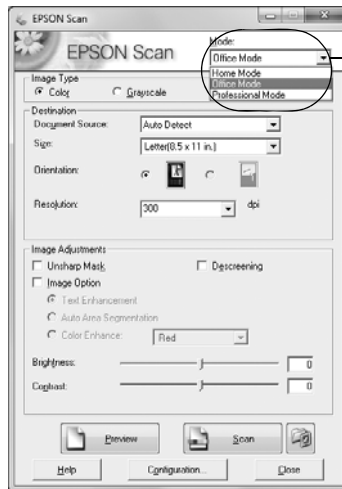 EPSON Scan
EPSON Scan
Mode:
Office Mode
Home Mode
Office Mode
Professional Mode
Image Type
Color
Grayscale
Destination
Document Source:
Auto Detect
Size:
Letter(8.5 x 11 in.)
Orientation:
Resolution:
300
dpi
Image Adjustments
Unsharp Mask
Descreening
Image Option
Text Enhancement
Auto Area Segmentation
Color Enhance:
Red
Brightness:
0
Contrast:
0
Preview
Scan
Help
Configuration...
Close